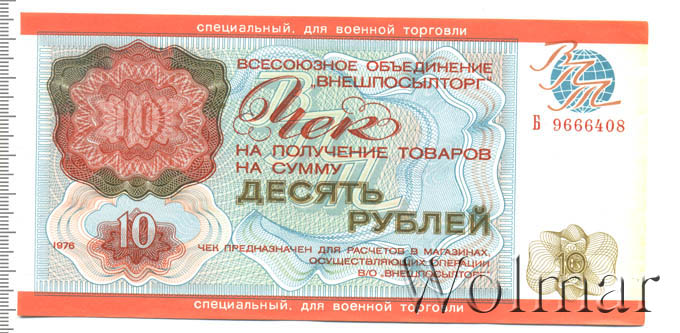 специальный. для военной торговли
ВСЕСОЮЗНОЕ ОБЪЕДИНЕНИЕ
„ВНЕШПОСЫЛТОРГ"
ВПТ
Б 9666408
10
Чек
НА ПОЛУЧЕНИЕ ТОВАРОВ
НА СУММУ
ДЕСЯТЬ
РУБЛЕЙ
10
1976
ЧЕК ПРЕДНАЗНАЧЕН ДЛЯ РАСЧЕТОВ В МАГАЗИНАХ,
ОСУЩЕСТВЛЯЮЩИХ ОПЕРАЦИИ
В/О „ВНЕШПОСЫЛТОРГ"
10
специальный. для военной торговли
Wolmar